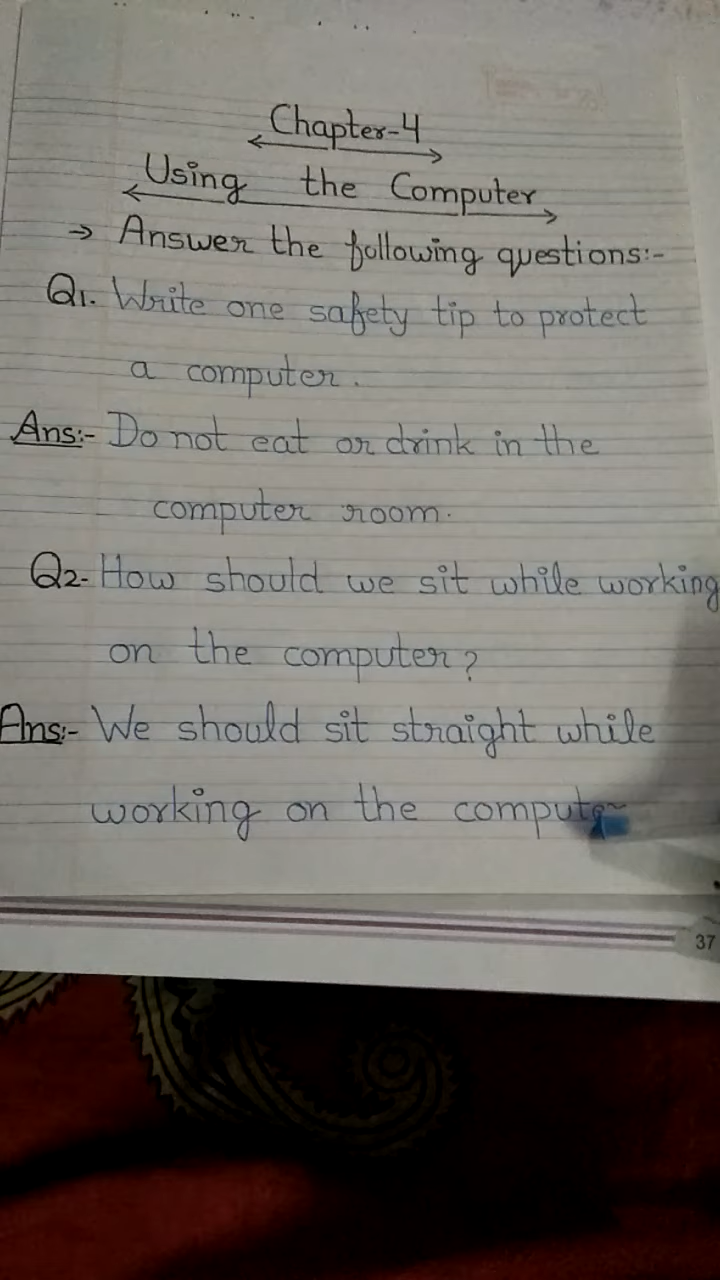 Chapter-4
Using the Computer
→ Answer the following questions:-
Q1. Write one safety tip to protect
a computer.
Ans:- Do not eat or drink in the
computer room.
Q2- How should we sit while working
on the computer?
Ans:- We should sit straight while
working on the computer
37